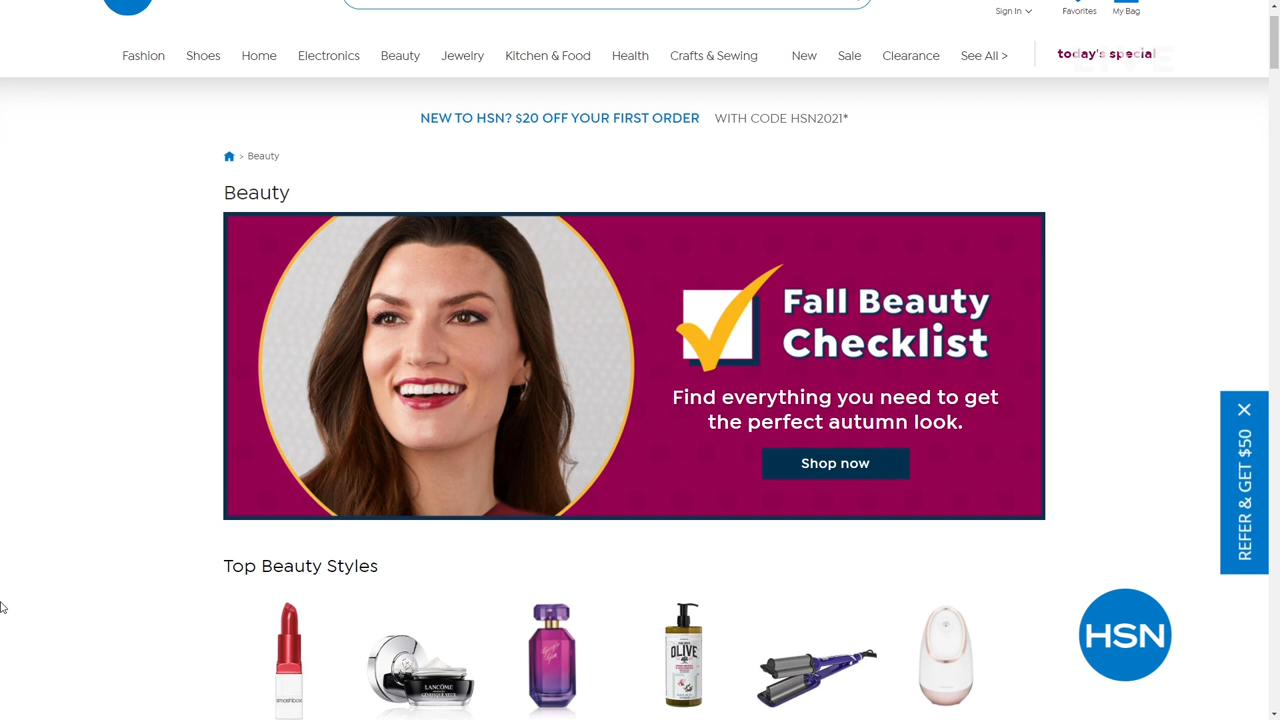 Sign In
Favorites
My Bag
Fashion Shoes Home Electronics Beauty Jewelry Kitchen & Food Health Crafts & Sewing New Sale Clearance See All > today's special
NEW TO HSN? $20 OFF YOUR FIRST ORDER WITH CODE HSN2021*
> Beauty
Beauty
Fall Beauty
Checklist
Find everything you need to get
the perfect autumn look.
Shop now
REFER & GET $50
Top Beauty Styles
smashbox
LANCÔME
OLIVE
HSN